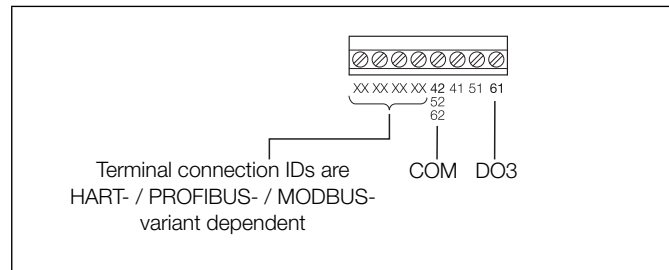 XX XX XX XX 42 41 51 61
52
62
Terminal connection IDs are
HART- / PROFIBUS- / MODBUS-
variant dependent
COM DO3